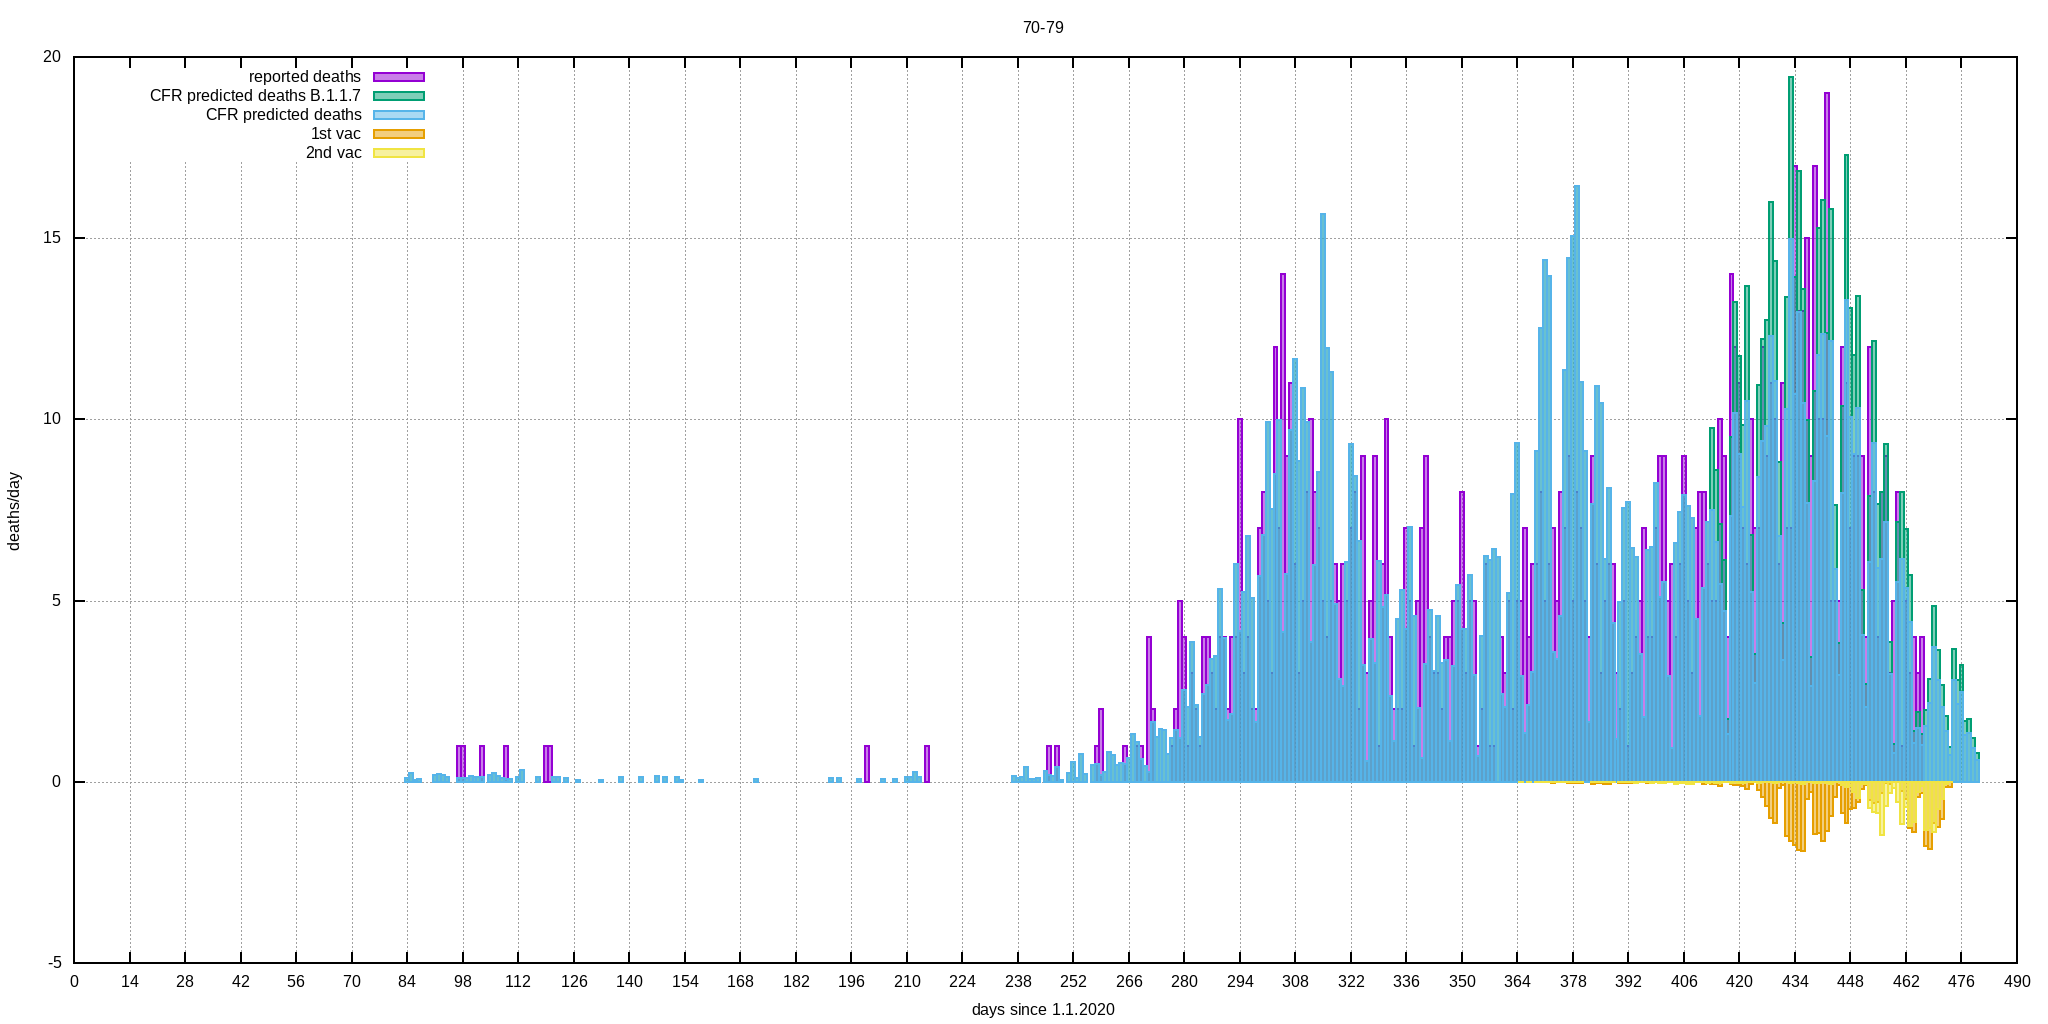 70-79
20
15
10
5
0
-5
deaths/day
reported deaths
CFR predicted deaths B.1.1.7
CFR predicted deaths
1st vac
2nd vac
0 14 28 42 56 70 84 98 112 126 140 154 168 182 196 210 224 238 252 266 280 294 308 322 336 350 364 378 392 406 420 434 448 462 476 490
days since 1.1.2020